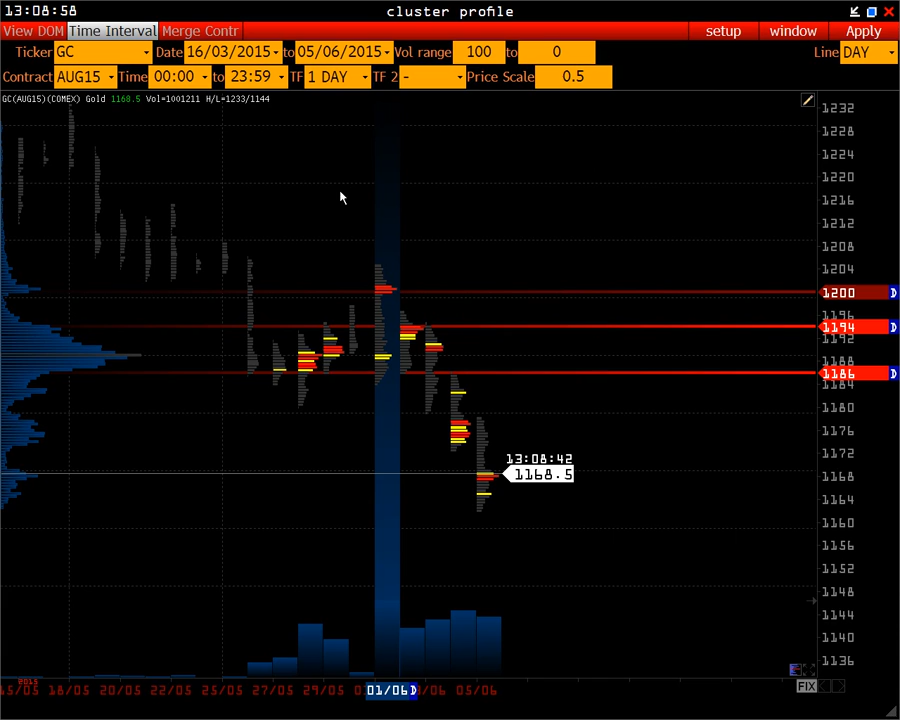 13:08:58 cluster profile
View DOM Time Interval Merge Contr setup window Apply
Ticker GC Date 16/03/2015 to 05/06/2015 Vol range 100 to 0 Line DAY
Contract AUG15 Time 00:00 to 23:59 TF 1 DAY TF 2 - Price Scale 0.5
GC(AUG15)(COMEX) Gold 1168.5 Vol=1001211 H/L=1233/1144
1232
1228
1224
1220
1216
1212
1208
1204
1200 D
1196
1194 D
1192
1188
1186 D
1184
1180
1176
1172
13:08:42
1168.5
1168
1164
1160
1156
1152
1148
1144
1140
1136
2015
15/05 18/05 20/05 22/05 25/05 27/05 29/05 01/06 D /06 05/06
FIX